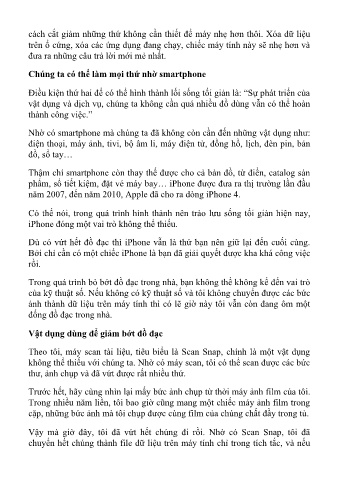 cách cắt giảm những thứ không cần thiết để máy nhẹ hơn thôi. Xóa dữ liệu
trên ổ cứng, xóa các ứng dụng đang chạy, chiếc máy tính này sẽ nhẹ hơn và
đưa ra những câu trả lời mới mẻ nhất.
Chúng ta có thể làm mọi thứ nhờ smartphone
Điều kiện thứ hai để có thể hình thành lối sống tối giản là: “Sự phát triển của
vật dụng và dịch vụ, chúng ta không cần quá nhiều đồ dùng vẫn có thể hoàn
thành công việc.”
Nhờ có smartphone mà chúng ta đã không còn cần đến những vật dụng như:
điện thoại, máy ảnh, tivi, bộ âm li, máy điện tử, đồng hồ, lịch, đèn pin, bản
đồ, sổ tay…
Thậm chí smartphone còn thay thế được cho cả bản đồ, từ điển, catalog sản
phẩm, sổ tiết kiệm, đặt vé máy bay… iPhone được đưa ra thị trường lần đầu
năm 2007, đến năm 2010, Apple đã cho ra dòng iPhone 4.
Có thể nói, trong quá trình hình thành nên trào lưu sống tối giản hiện nay,
iPhone đóng một vai trò không thể thiếu.
Dù có vứt hết đồ đạc thì iPhone vẫn là thứ bạn nên giữ lại đến cuối cùng.
Bởi chỉ cần có một chiếc iPhone là bạn đã giải quyết được kha khá công việc
rồi.
Trong quá trình bỏ bớt đồ đạc trong nhà, bạn không thể không kể đến vai trò
của kỹ thuật số. Nếu không có kỹ thuật số và tôi không chuyển được các bức
ảnh thành dữ liệu trên máy tính thì có lẽ giờ này tôi vẫn còn đang ôm một
đống đồ đạc trong nhà.
Vật dụng dùng để giảm bớt đồ đạc
Theo tôi, máy scan tài liệu, tiêu biểu là Scan Snap, chính là một vật dụng
không thể thiếu với chúng ta. Nhờ có máy scan, tôi có thể scan được các bức
thư, ảnh chụp và đã vứt được rất nhiều thứ.
Trước hết, hãy cùng nhìn lại mấy bức ảnh chụp từ thời máy ảnh film của tôi.
Trong nhiều năm liền, tôi bao giờ cũng mang một chiếc máy ảnh film trong
cặp, những bức ảnh mà tôi chụp được cùng film của chúng chất đầy trong tủ.
Vậy mà giờ đây, tôi đã vứt hết chúng đi rồi. Nhờ có Scan Snap, tôi đã
chuyển hết chúng thành file dữ liệu trên máy tính chỉ trong tích tắc, và nếu